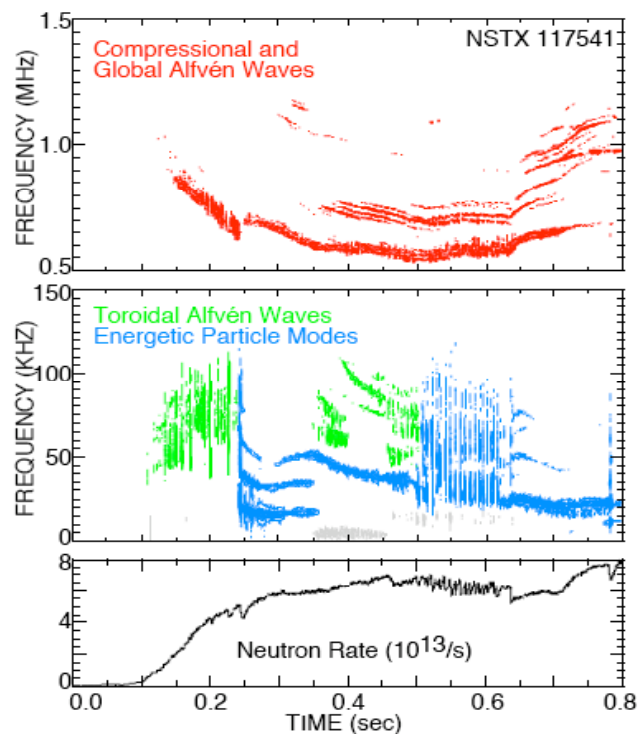 NSTX 117541
Compressional and
Global Alfvén Waves
FREQUENCY (MHz)
1.5
1.0
0.5
Toroidal Alfvén Waves
Energetic Particle Modes
FREQUENCY (KHZ)
150
100
50
0
8
4
0
Neutron Rate (10¹³/s)
0.0 0.2 0.4 0.6 0.8
TIME (sec)